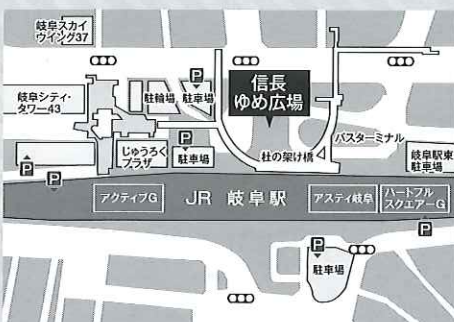 岐阜スカイ
ウイング37
岐阜シティ・
タワー43
駐輪場
P
駐車場
信長
ゆめ広場
じゅうろく
プラザ
P
駐車場
杜の架け橋
バスターミナル
岐阜駅東
駐車場
P
P
アクティブG
JR 岐阜駅
アスティ岐阜
ハートフル
スクエアーG
P
P
駐車場